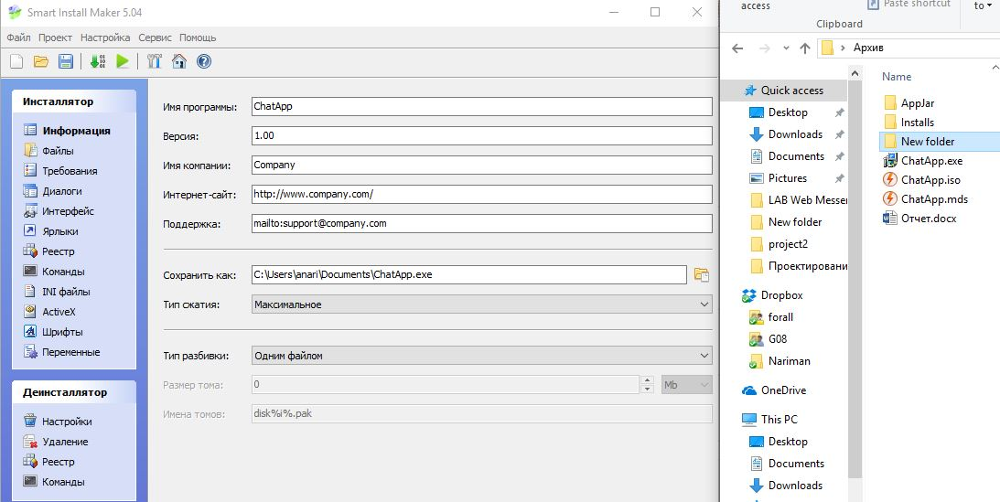 Smart Install Maker 5.04
Файл Проект Настройка Сервис Помощь
Инсталлятор
Информация
Файлы
Требования
Диалоги
Интерфейс
Ярлыки
Реестр
Команды
INI файлы
ActiveX
Шрифты
Переменные
Деинсталлятор
Настройки
Удаление
Реестр
Команды
Имя программы: ChatApp
Версия: 1.00
Имя компании: Company
Интернет-сайт: http://www.company.com/
Поддержка: mailto:support@company.com
Сохранить как: C:\Users\anari\Documents\ChatApp.exe
Тип сжатия: Максимальное
Тип разбивки: Одним файлом
Размер тома: 0 Mb
Имена томов: disk%i%.pak
access
Paste shortcut
to
Clipboard
Архив
Quick access
Desktop
Downloads
Documents
Pictures
LAB Web Messe
New folder
project2
Проектировани
Dropbox
forall
G08
Nariman
OneDrive
This PC
Desktop
Documents
Downloads
Name
AppJar
Installs
New folder
ChatApp.exe
ChatApp.iso
ChatApp.mds
Отчет.docx